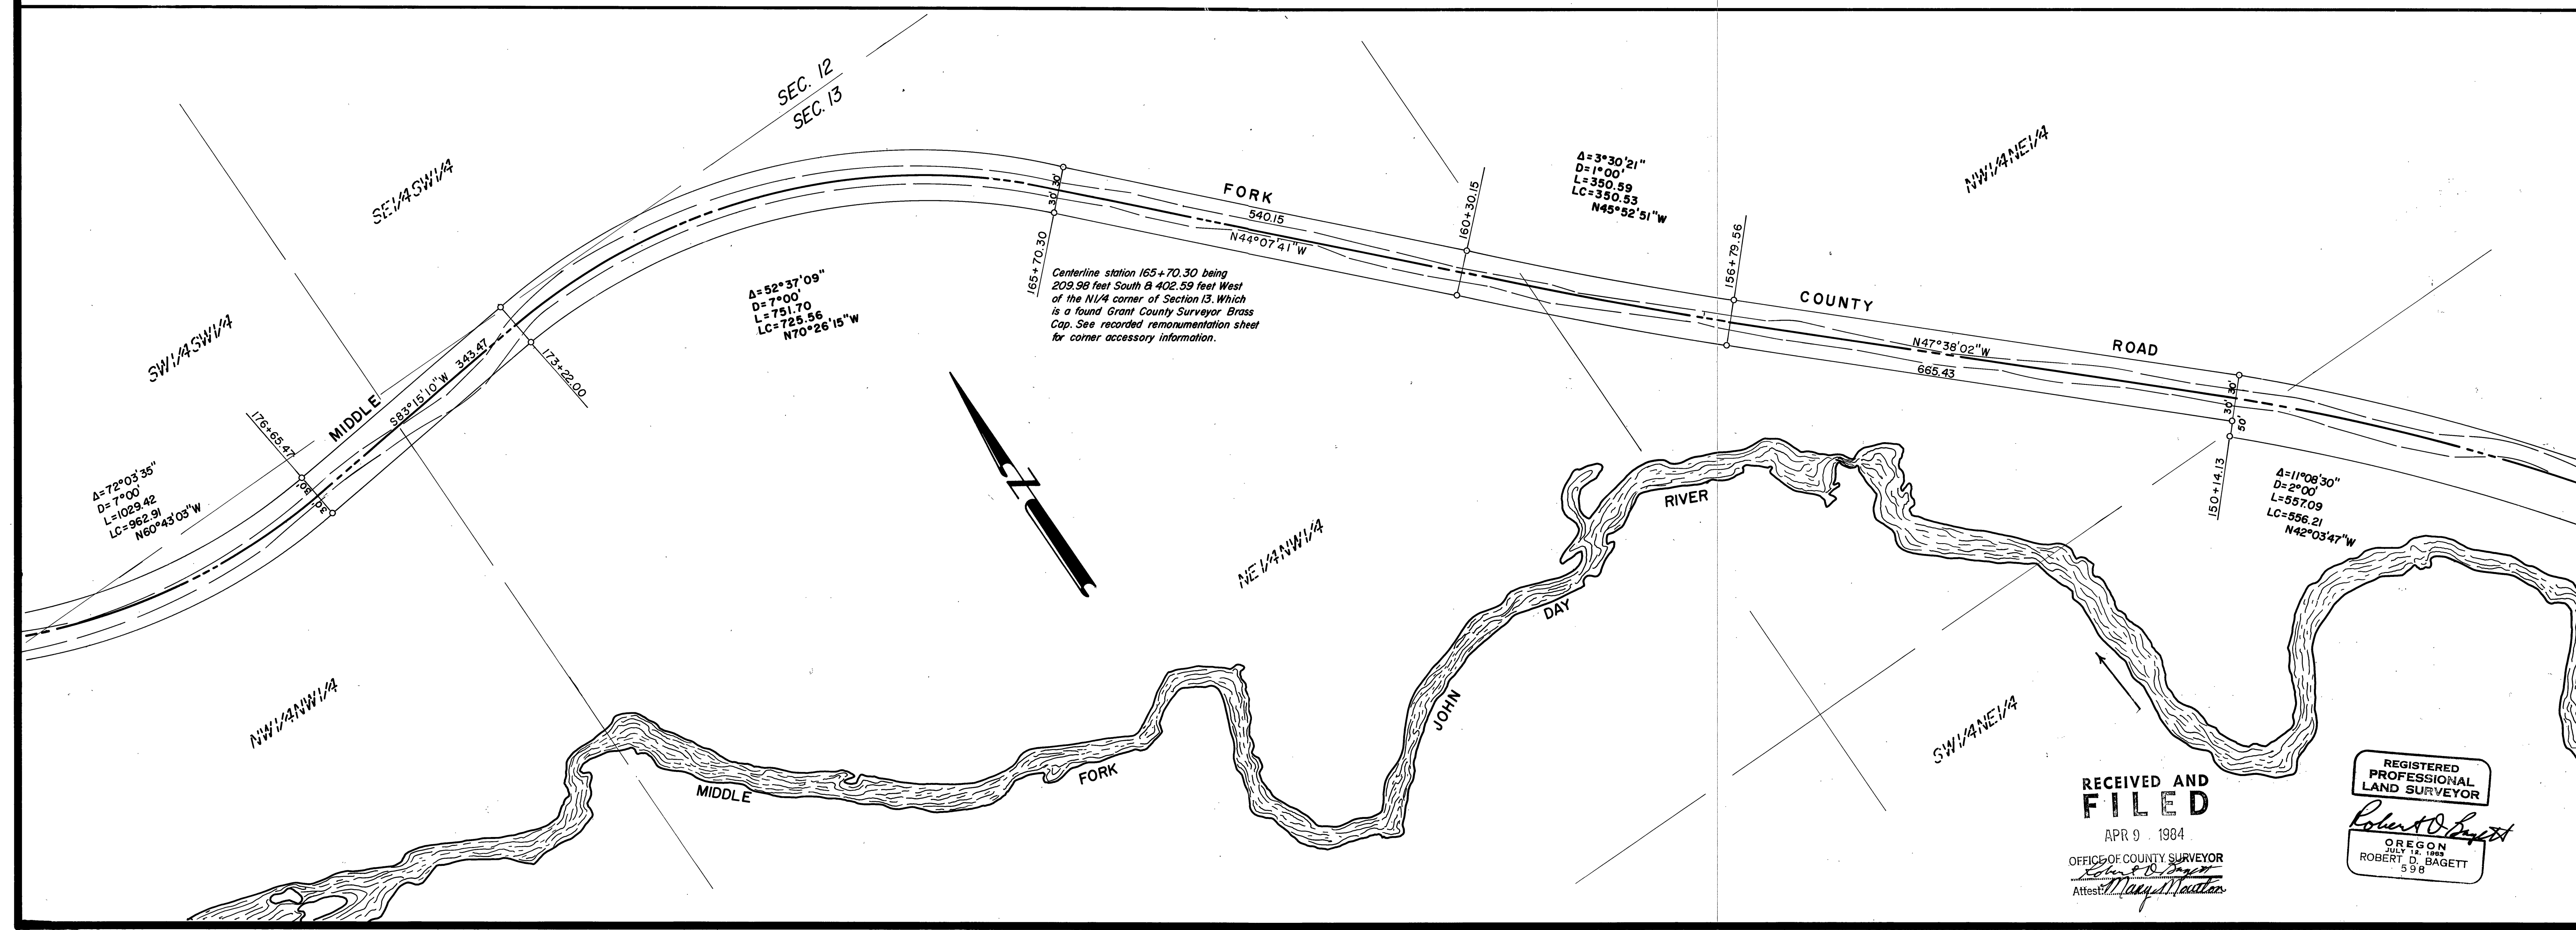 SEC. 12
SEC. 13
SE1/4SW1/4
SW1/4SW1/4
NW1/4NW1/4
NE1/4NW1/4
NW1/4NE1/4
SW1/4NE1/4
Δ=72°03'35"
D=7°00'
L=1029.42
LC=962.91
N60°43'03"W
176+65.47
30'
30'
MIDDLE
S83°15'10"W 343.47
173+22.00
Δ=52°37'09"
D=7°00'
L=751.70
LC=725.56
N70°26'15"W
30' 30'
165+70.30
FORK
540.15
N44°07'41"W
Centerline station 165+70.30 being
209.98 feet South & 402.59 feet West
of the N1/4 corner of Section 13. Which
is a found Grant County Surveyor Brass
Cap. See recorded remonumentation sheet
for corner accessory information.
160+30.15
Δ=3°30'21"
D=1°00'
L=350.59
LC=350.53
N45°52'51"W
156+79.56
COUNTY
N47°38'02"W
665.43
ROAD
30' 30'
50'
150+14.13
Δ=11°08'30"
D=2°00'
L=557.09
LC=556.21
N42°03'47"W
N
MIDDLE
FORK
JOHN
DAY
RIVER
RECEIVED AND
FILED
APR 9 . 1984
OFFICE OF COUNTY SURVEYOR
Robert D Bagett
Attest: Mary Moulton
REGISTERED
PROFESSIONAL
LAND SURVEYOR
Robert D Bagett
OREGON
JULY 12, 1963
ROBERT D. BAGETT
598